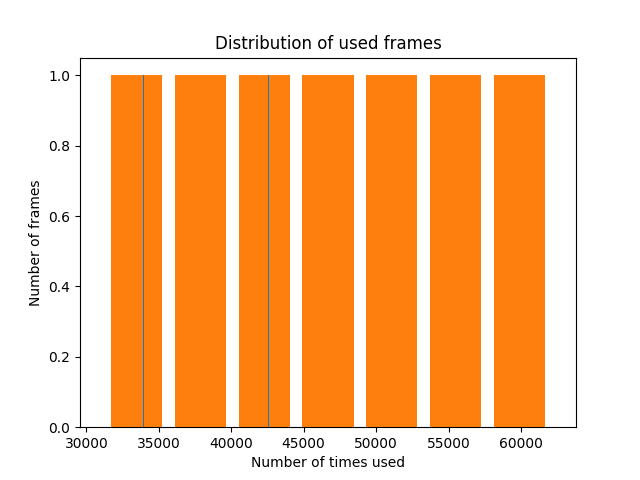 Distribution of used frames
1.0
0.8
0.6
0.4
0.2
0.0
Number of frames
30000 35000 40000 45000 50000 55000 60000
Number of times used